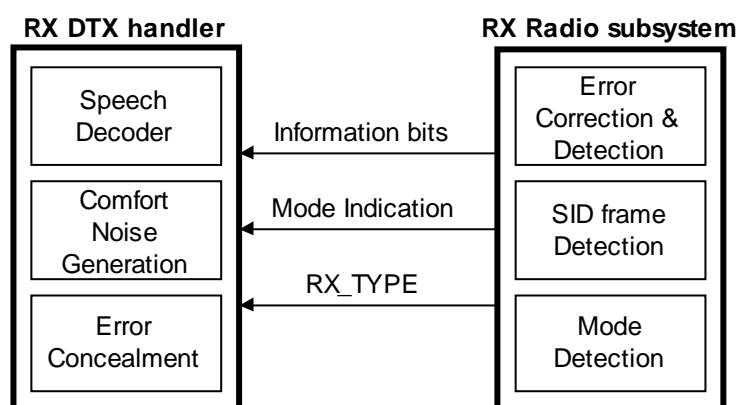 RX DTX handler
RX Radio subsystem
Speech
Decoder
Information bits
Error
Correction &
Detection
Comfort
Noise
Generation
Mode Indication
SID frame
Detection
RX_TYPE
Error
Concealment
Mode
Detection